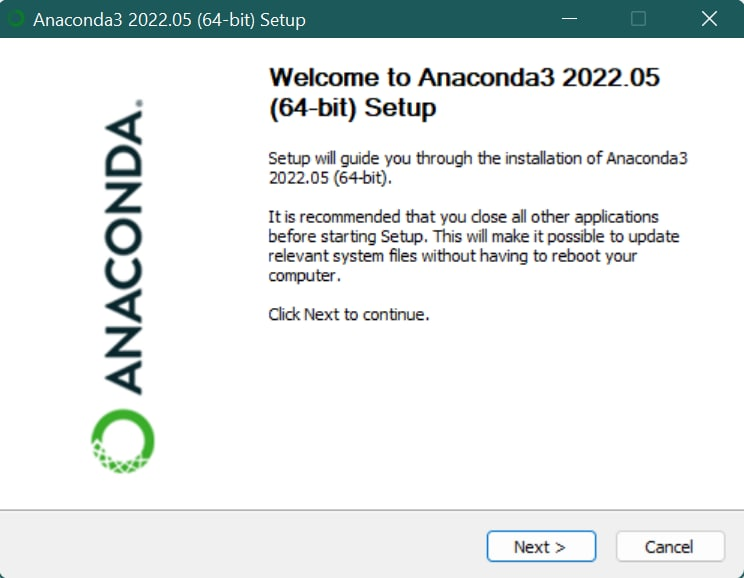 Anaconda3 2022.05 (64-bit) Setup
ANACONDA.
Welcome to Anaconda3 2022.05
(64-bit) Setup
Setup will guide you through the installation of Anaconda3
2022.05 (64-bit).
It is recommended that you close all other applications
before starting Setup. This will make it possible to update
relevant system files without having to reboot your
computer.
Click Next to continue.
Next >
Cancel